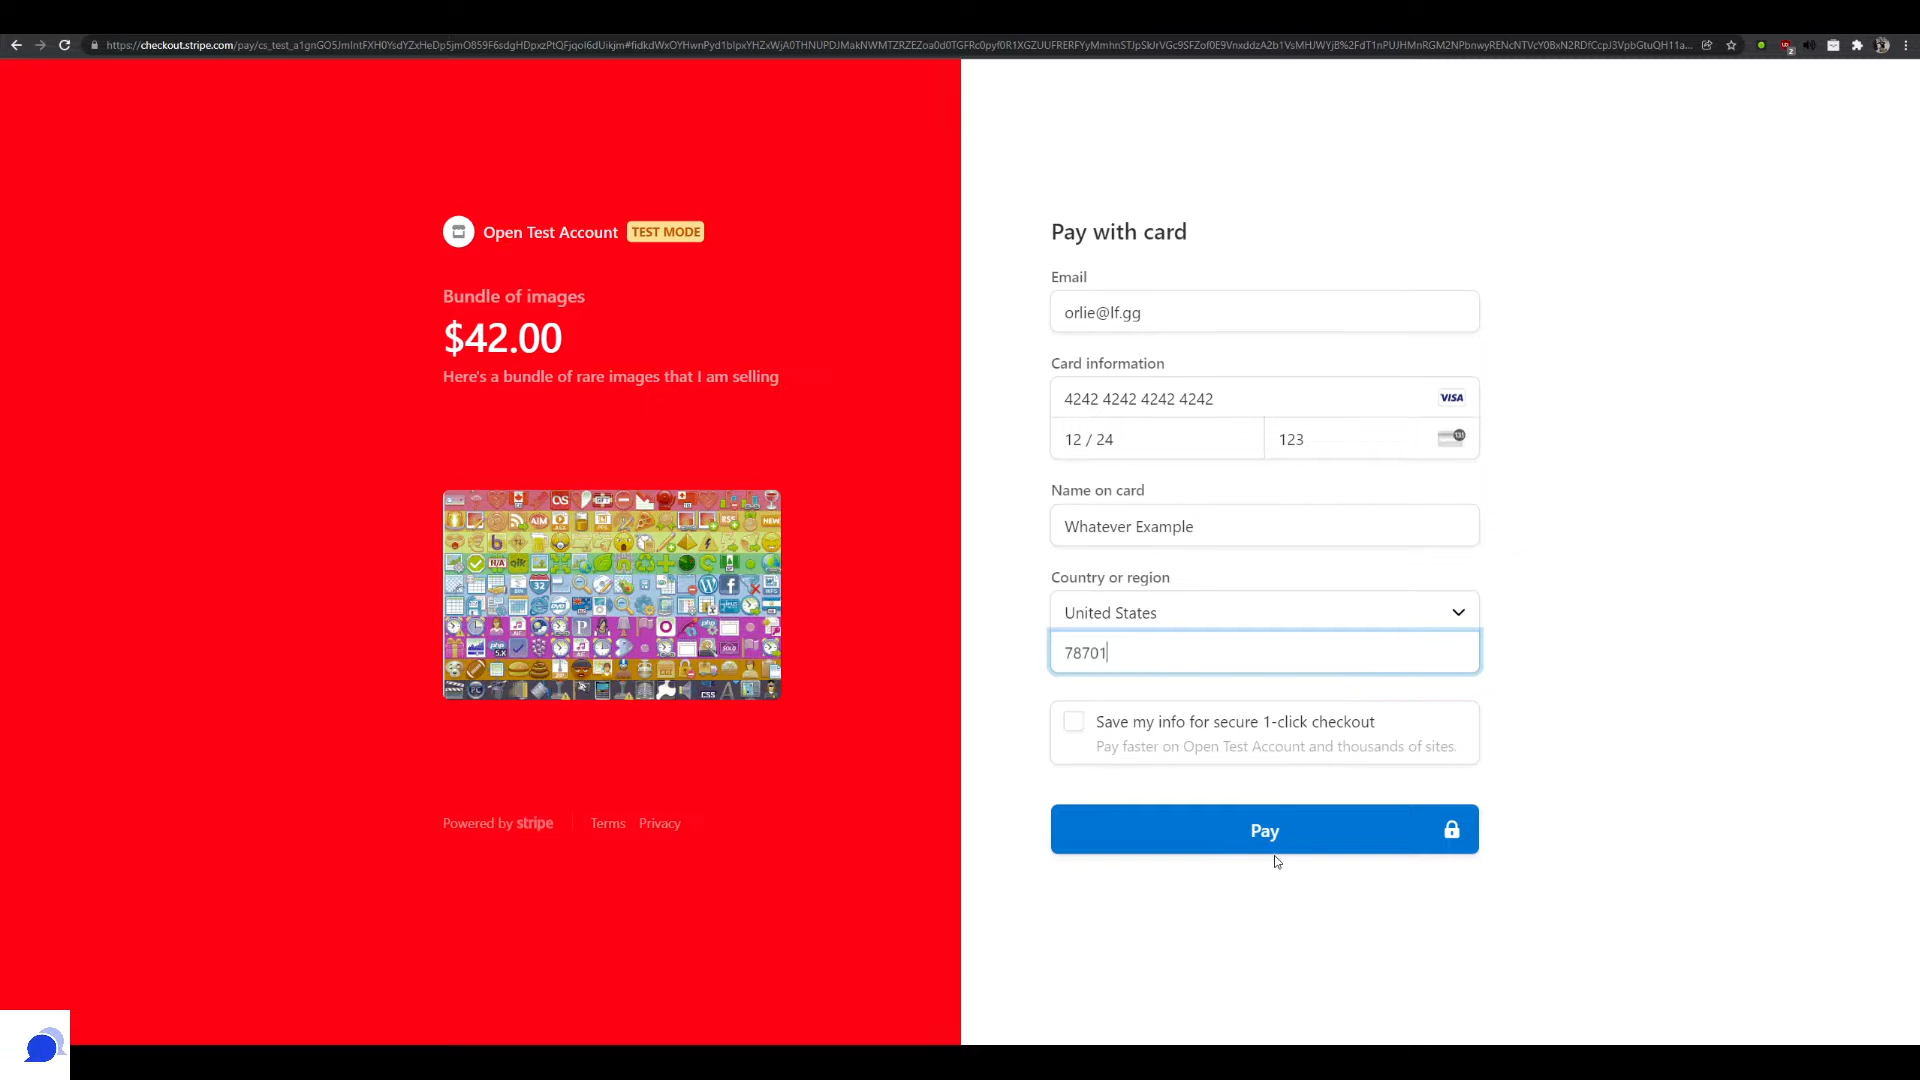 Open Test Account TEST MODE
Bundle of images
$42.00
Here's a bundle of rare images that I am selling
Powered by stripe
Terms Privacy
Pay with card
Email
orlie@lf.gg
Card information
4242 4242 4242 4242 VISA
12 / 24 123
Name on card
Whatever Example
Country or region
United States
78701
Save my info for secure 1-click checkout
Pay faster on Open Test Account and thousands of sites.
Pay